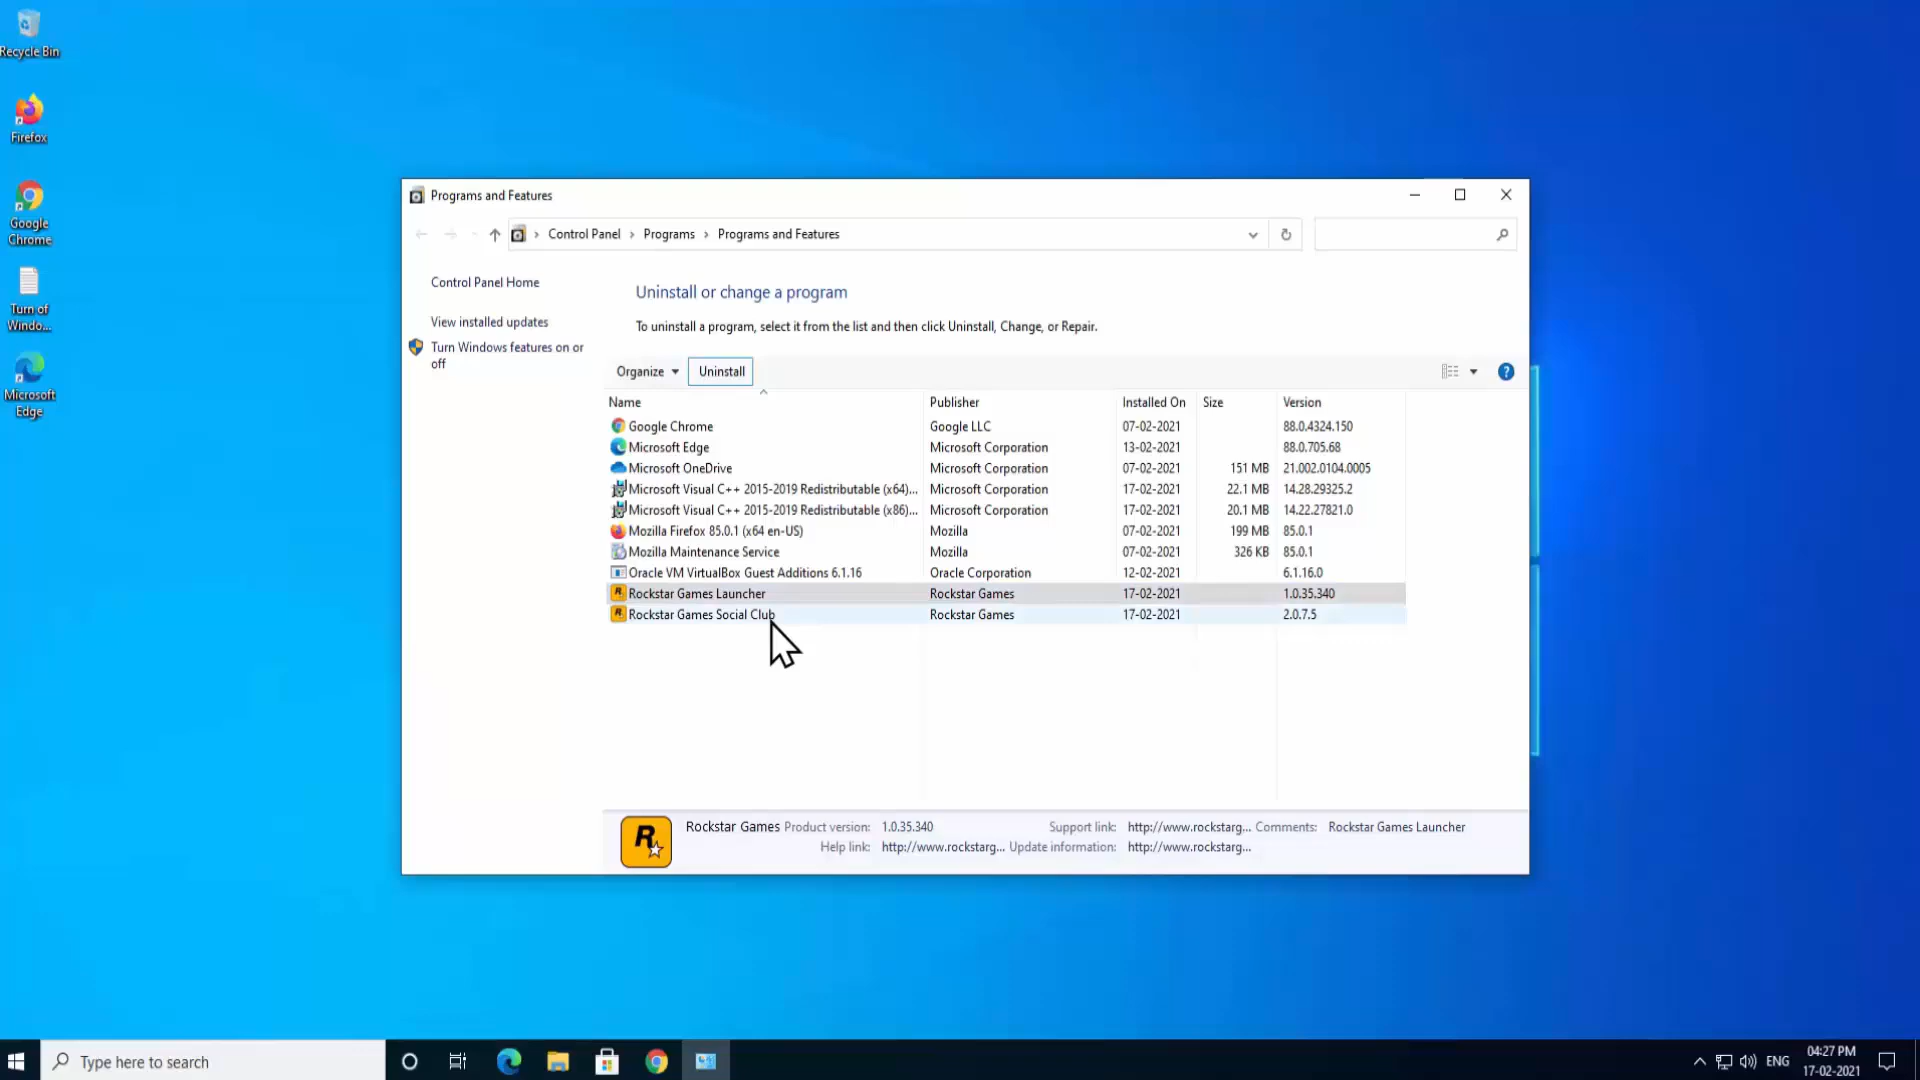 Recycle Bin
Firefox
Google
Chrome
Turn of
Windo...
Microsoft
Edge
Programs and Features
Control Panel › Programs › Programs and Features
Control Panel Home
View installed updates
Turn Windows features on or
off
Uninstall or change a program
To uninstall a program, select it from the list and then click Uninstall, Change, or Repair.
Organize Uninstall
Name Publisher Installed On Size Version
Google Chrome Google LLC 07-02-2021 88.0.4324.150
Microsoft Edge Microsoft Corporation 13-02-2021 88.0.705.68
Microsoft OneDrive Microsoft Corporation 07-02-2021 151 MB 21.002.0104.0005
Microsoft Visual C++ 2015-2019 Redistributable (x64)... Microsoft Corporation 17-02-2021 22.1 MB 14.28.29325.2
Microsoft Visual C++ 2015-2019 Redistributable (x86)... Microsoft Corporation 17-02-2021 20.1 MB 14.22.27821.0
Mozilla Firefox 85.0.1 (x64 en-US) Mozilla 07-02-2021 199 MB 85.0.1
Mozilla Maintenance Service Mozilla 07-02-2021 326 KB 85.0.1
Oracle VM VirtualBox Guest Additions 6.1.16 Oracle Corporation 12-02-2021 6.1.16.0
Rockstar Games Launcher Rockstar Games 17-02-2021 1.0.35.340
Rockstar Games Social Club Rockstar Games 17-02-2021 2.0.7.5
Rockstar Games Product version: 1.0.35.340 Support link: http://www.rockstarg... Comments: Rockstar Games Launcher
Help link: http://www.rockstarg... Update information: http://www.rockstarg...
Type here to search
ENG
04:27 PM
17-02-2021